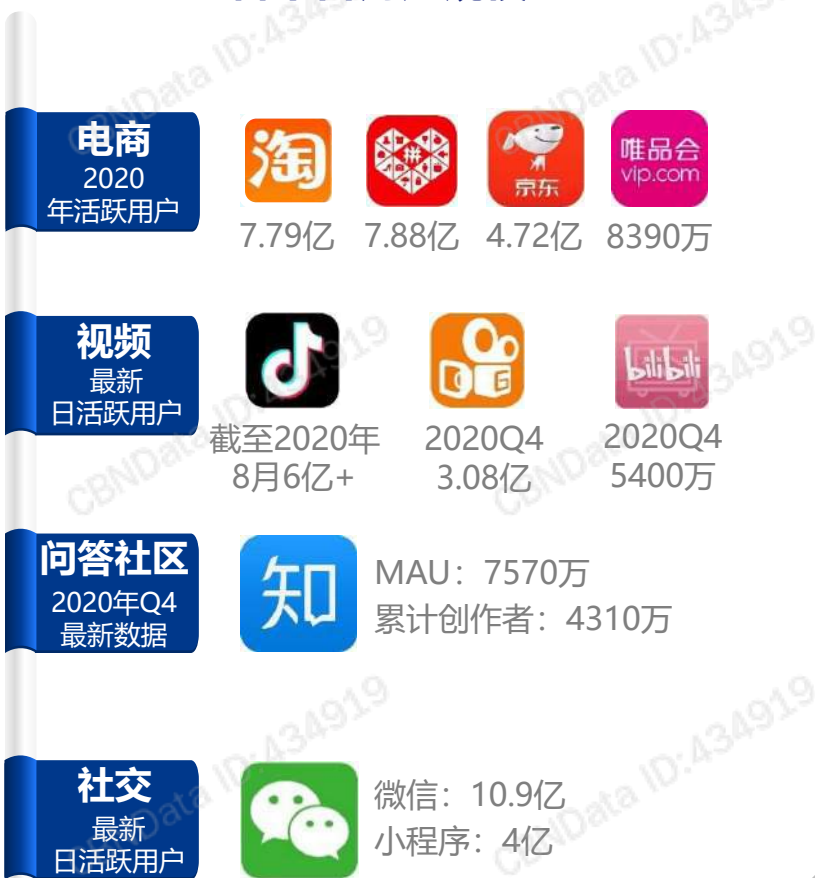 电商
2020
年活跃用户
淘
拼
京东
唯品会
vip.com
7.79亿
7.88亿
4.72亿
8390万
视频
最新
日活跃用户
bilibili
截至2020年
8月6亿+
2020Q4
3.08亿
2020Q4
5400万
问答社区
2020年Q4
最新数据
知
MAU：7570万
累计创作者：4310万
社交
最新
日活跃用户
微信：10.9亿
小程序：4亿
CBNData ID:434919